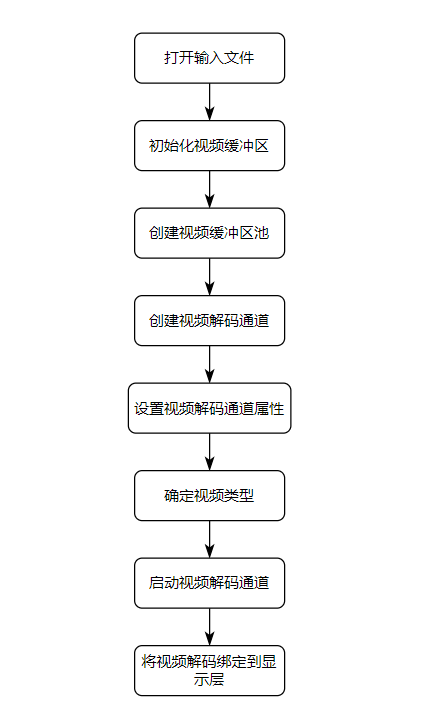 打开输入文件
初始化视频缓冲区
创建视频缓冲区池
创建视频解码通道
设置视频解码通道属性
确定视频类型
启动视频解码通道
将视频解码绑定到显
示层